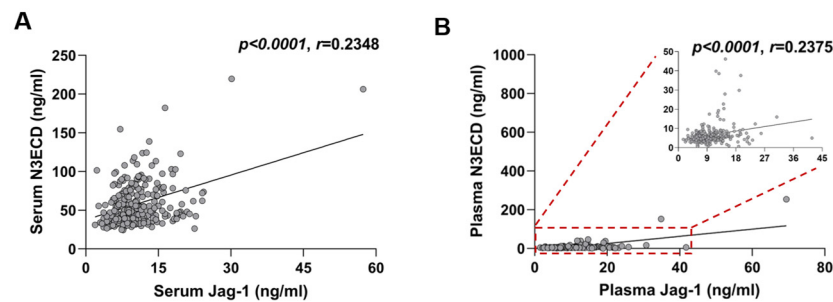 A
p<0.0001, r=0.2348
Serum N3ECD (ng/ml)
250
200
150
100
50
0
0 15 30 45 60
Serum Jag-1 (ng/ml)
B
p<0.0001, r=0.2375
Plasma N3ECD (ng/ml)
1000
800
600
400
200
0
0 20 40 60 80
Plasma Jag-1 (ng/ml)
50
40
30
20
10
0
0 9 18 27 36 45